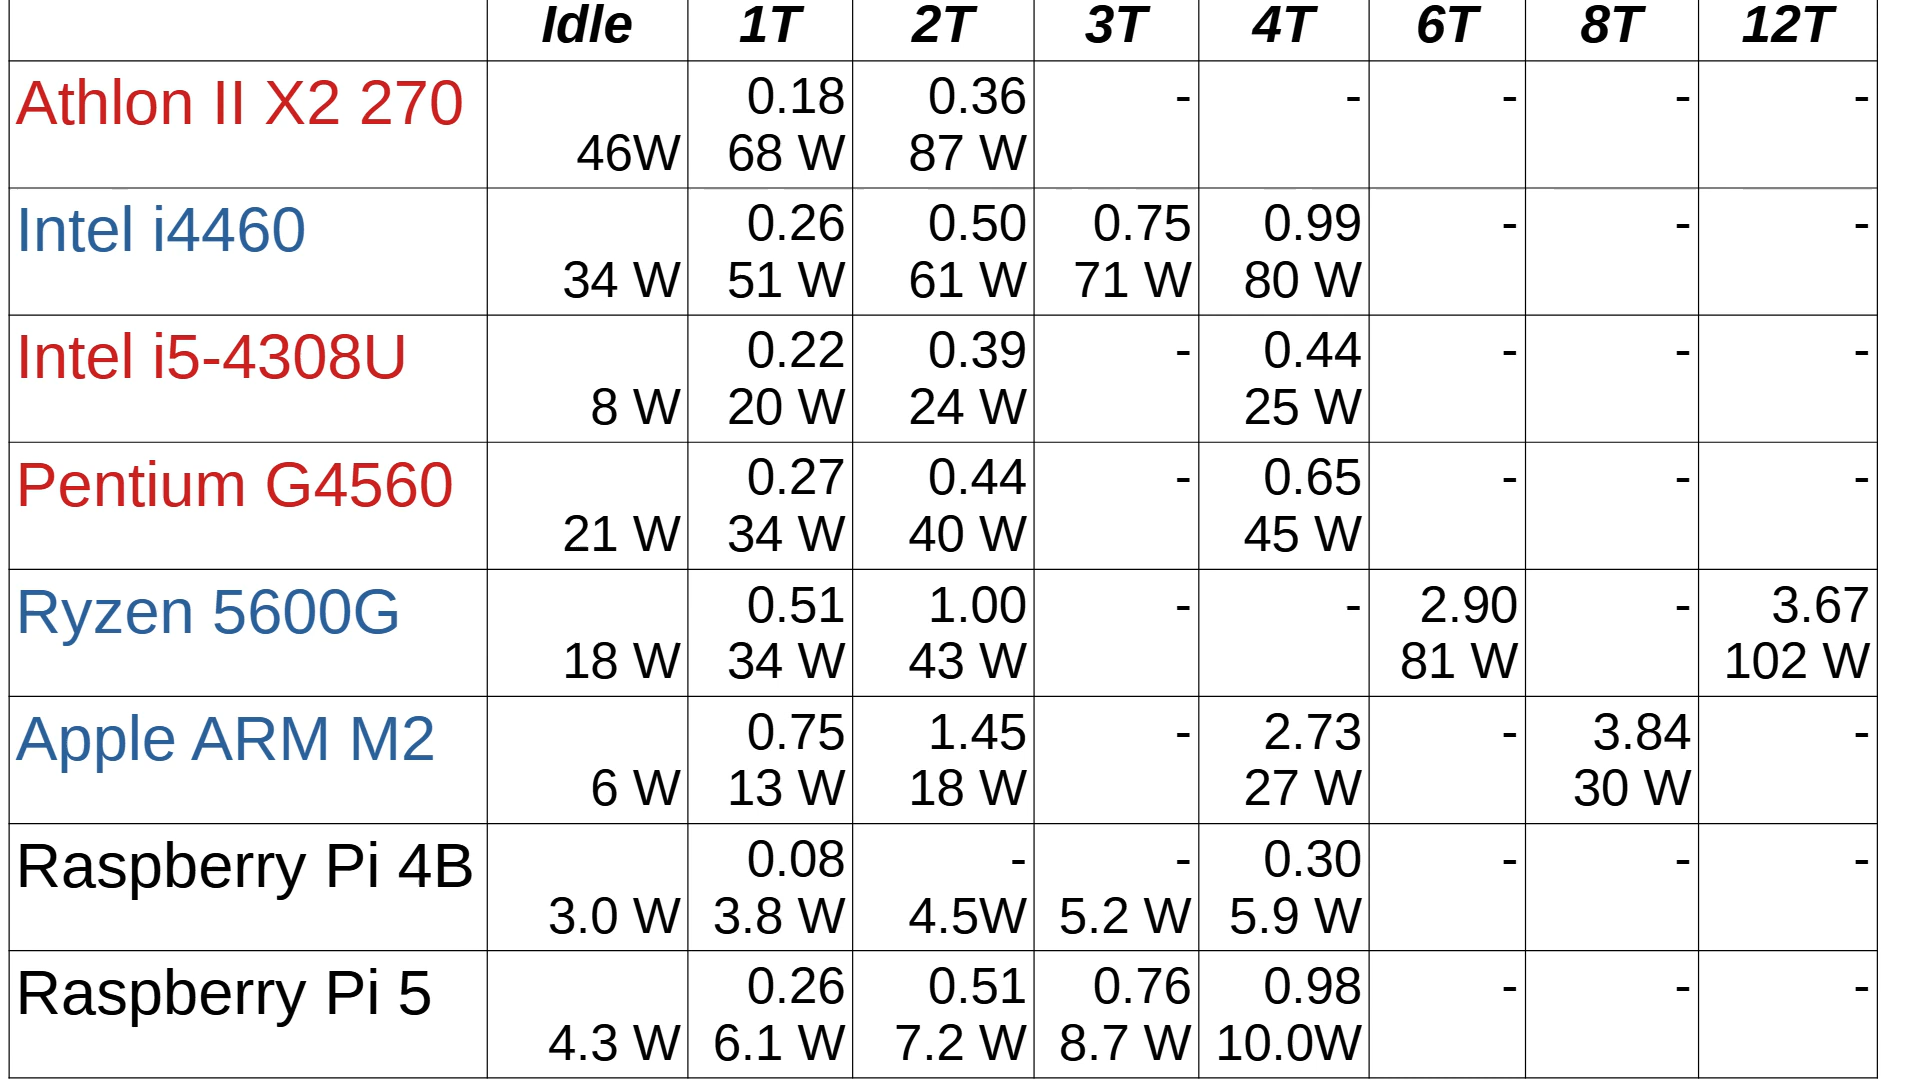 Idle 1T 2T 3T 4T 6T 8T 12T
Athlon II X2 270 0.18 0.36 - - - - -
46W 68 W 87 W
Intel i4460 0.26 0.50 0.75 0.99 - - -
34 W 51 W 61 W 71 W 80 W
Intel i5-4308U 0.22 0.39 - 0.44 - - -
8 W 20 W 24 W 25 W
Pentium G4560 0.27 0.44 - 0.65 - - -
21 W 34 W 40 W 45 W
Ryzen 5600G 0.51 1.00 - - 2.90 - 3.67
18 W 34 W 43 W 81 W 102 W
Apple ARM M2 0.75 1.45 - 2.73 - 3.84 -
6 W 13 W 18 W 27 W 30 W
Raspberry Pi 4B 0.08 - - 0.30 - - -
3.0 W 3.8 W 4.5W 5.2 W 5.9 W
Raspberry Pi 5 0.26 0.51 0.76 0.98 - - -
4.3 W 6.1 W 7.2 W 8.7 W 10.0W